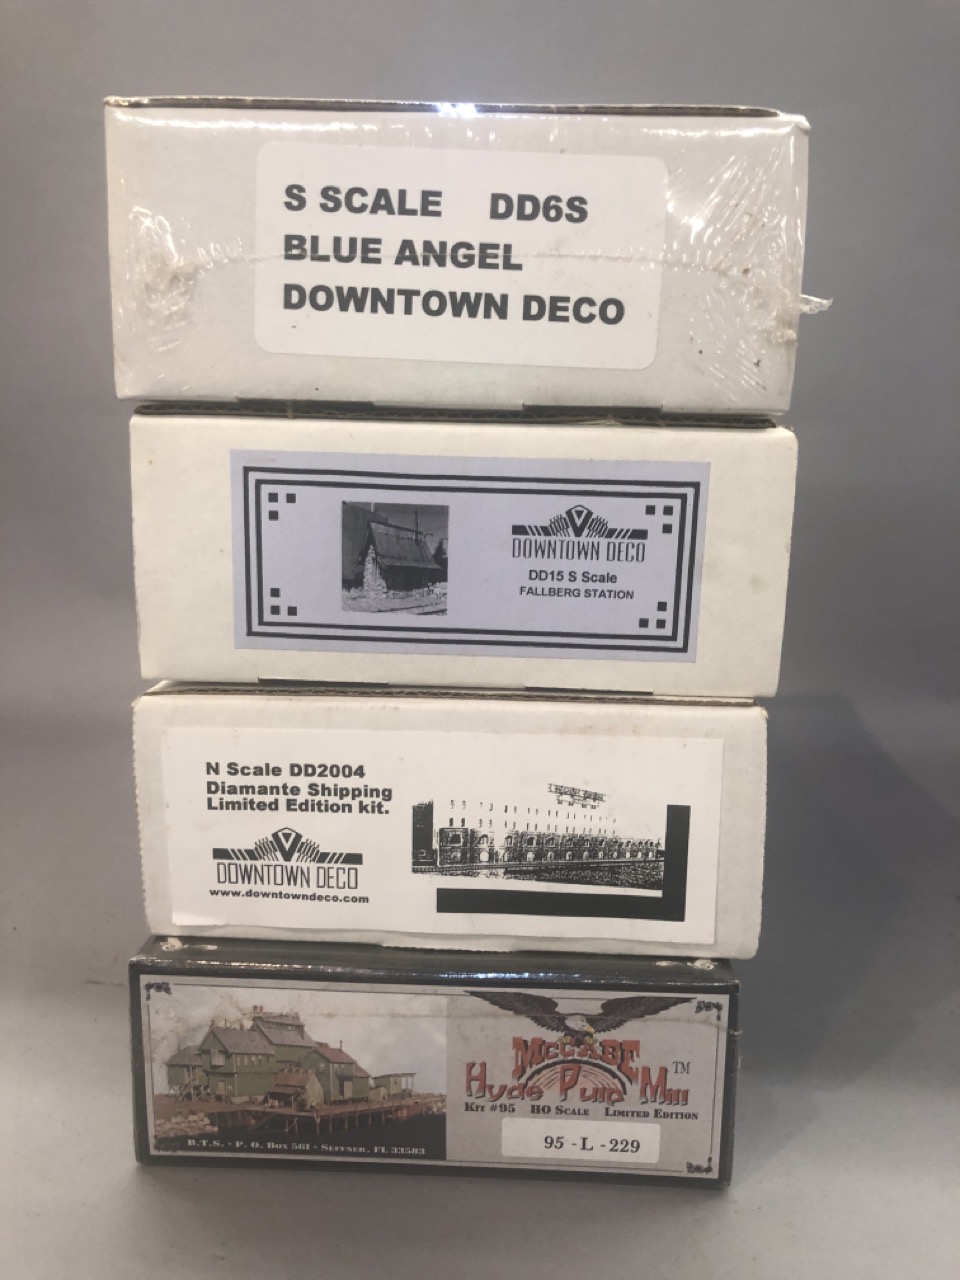 S SCALE DD6S
BLUE ANGEL
DOWNTOWN DECO
DOWNTOWN DECO
DD15 S Scale
FALLBERG STATION
N Scale DD2004
Diamante Shipping
Limited Edition kit.
DOWNTOWN DECO
www.downtowndeco.com
McCABE
Hyde Pulp Mill ™
KIT #95 HO SCALE LIMITED EDITION
95 - L - 229
B.T.S. • P. O. BOX 561 • SEFFNER, FL 33583